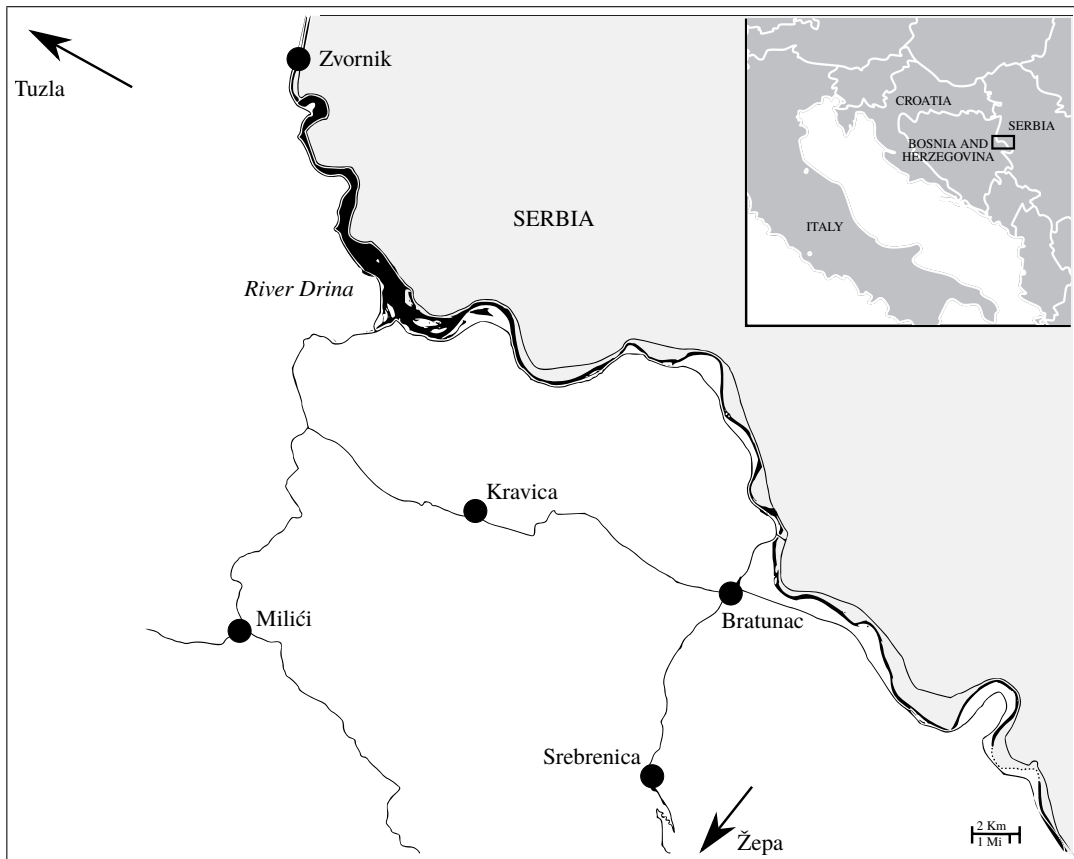 Zvornik
Tuzla
CROATIA
SERBIA
BOSNIA AND
HERZEGOVINA
ITALY
SERBIA
River Drina
Kravica
Milići
Bratunac
Srebrenica
Žepa
2 Km
1 Mi